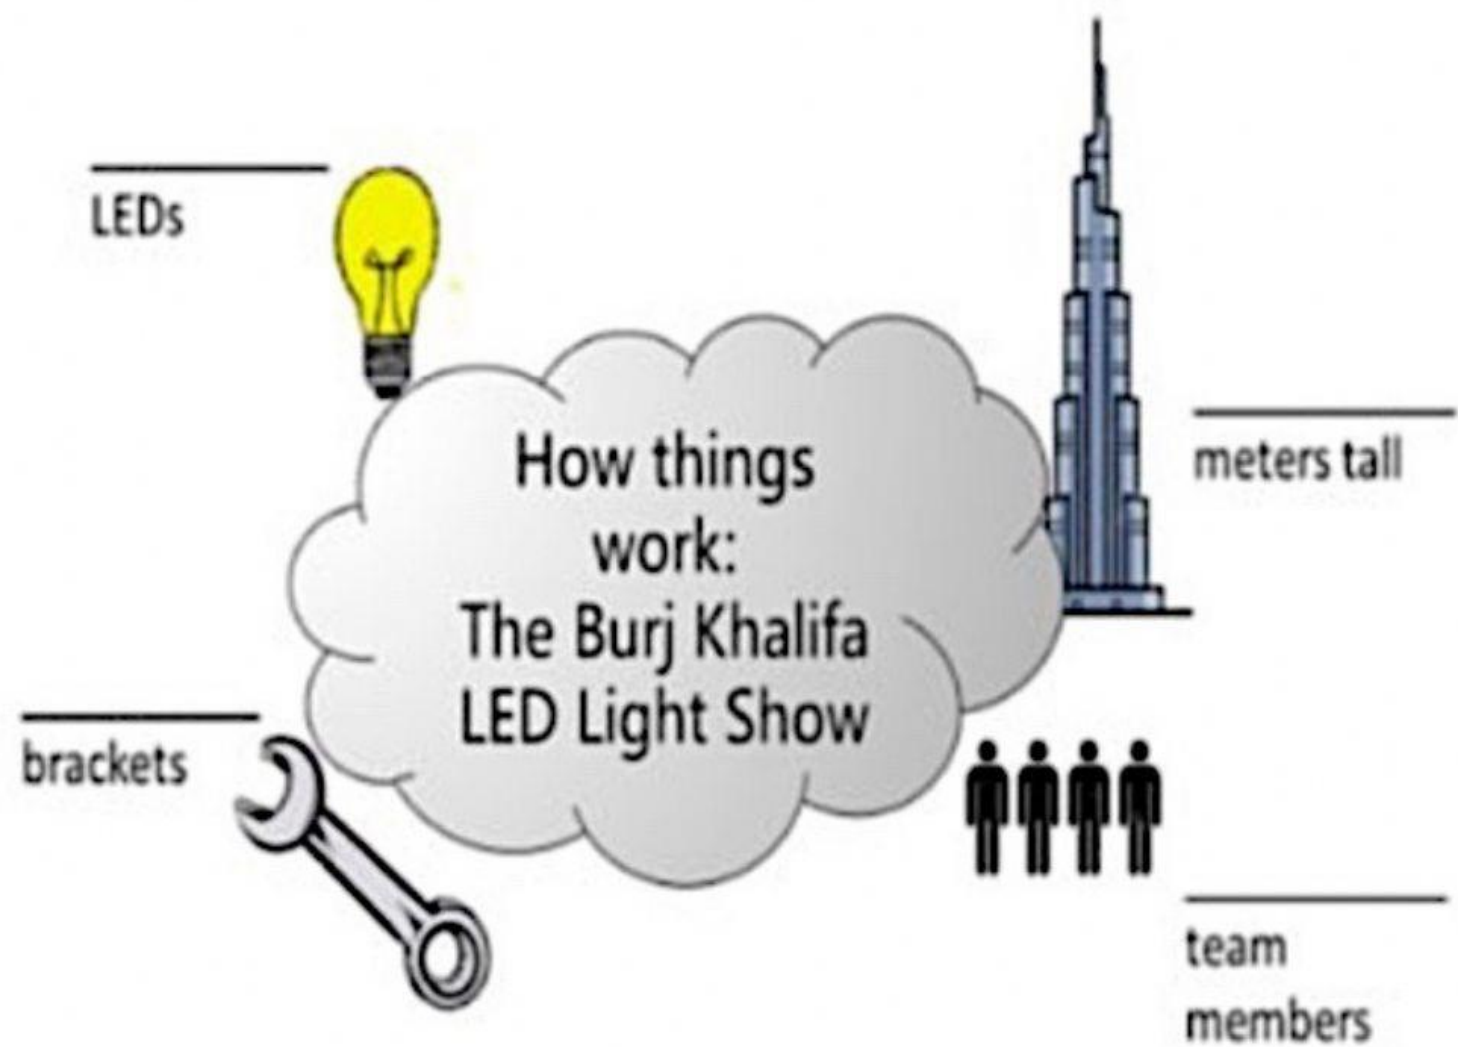 LEDs
How things
work:
The Burj Khalifa
LED Light Show
meters tall
brackets
team
members